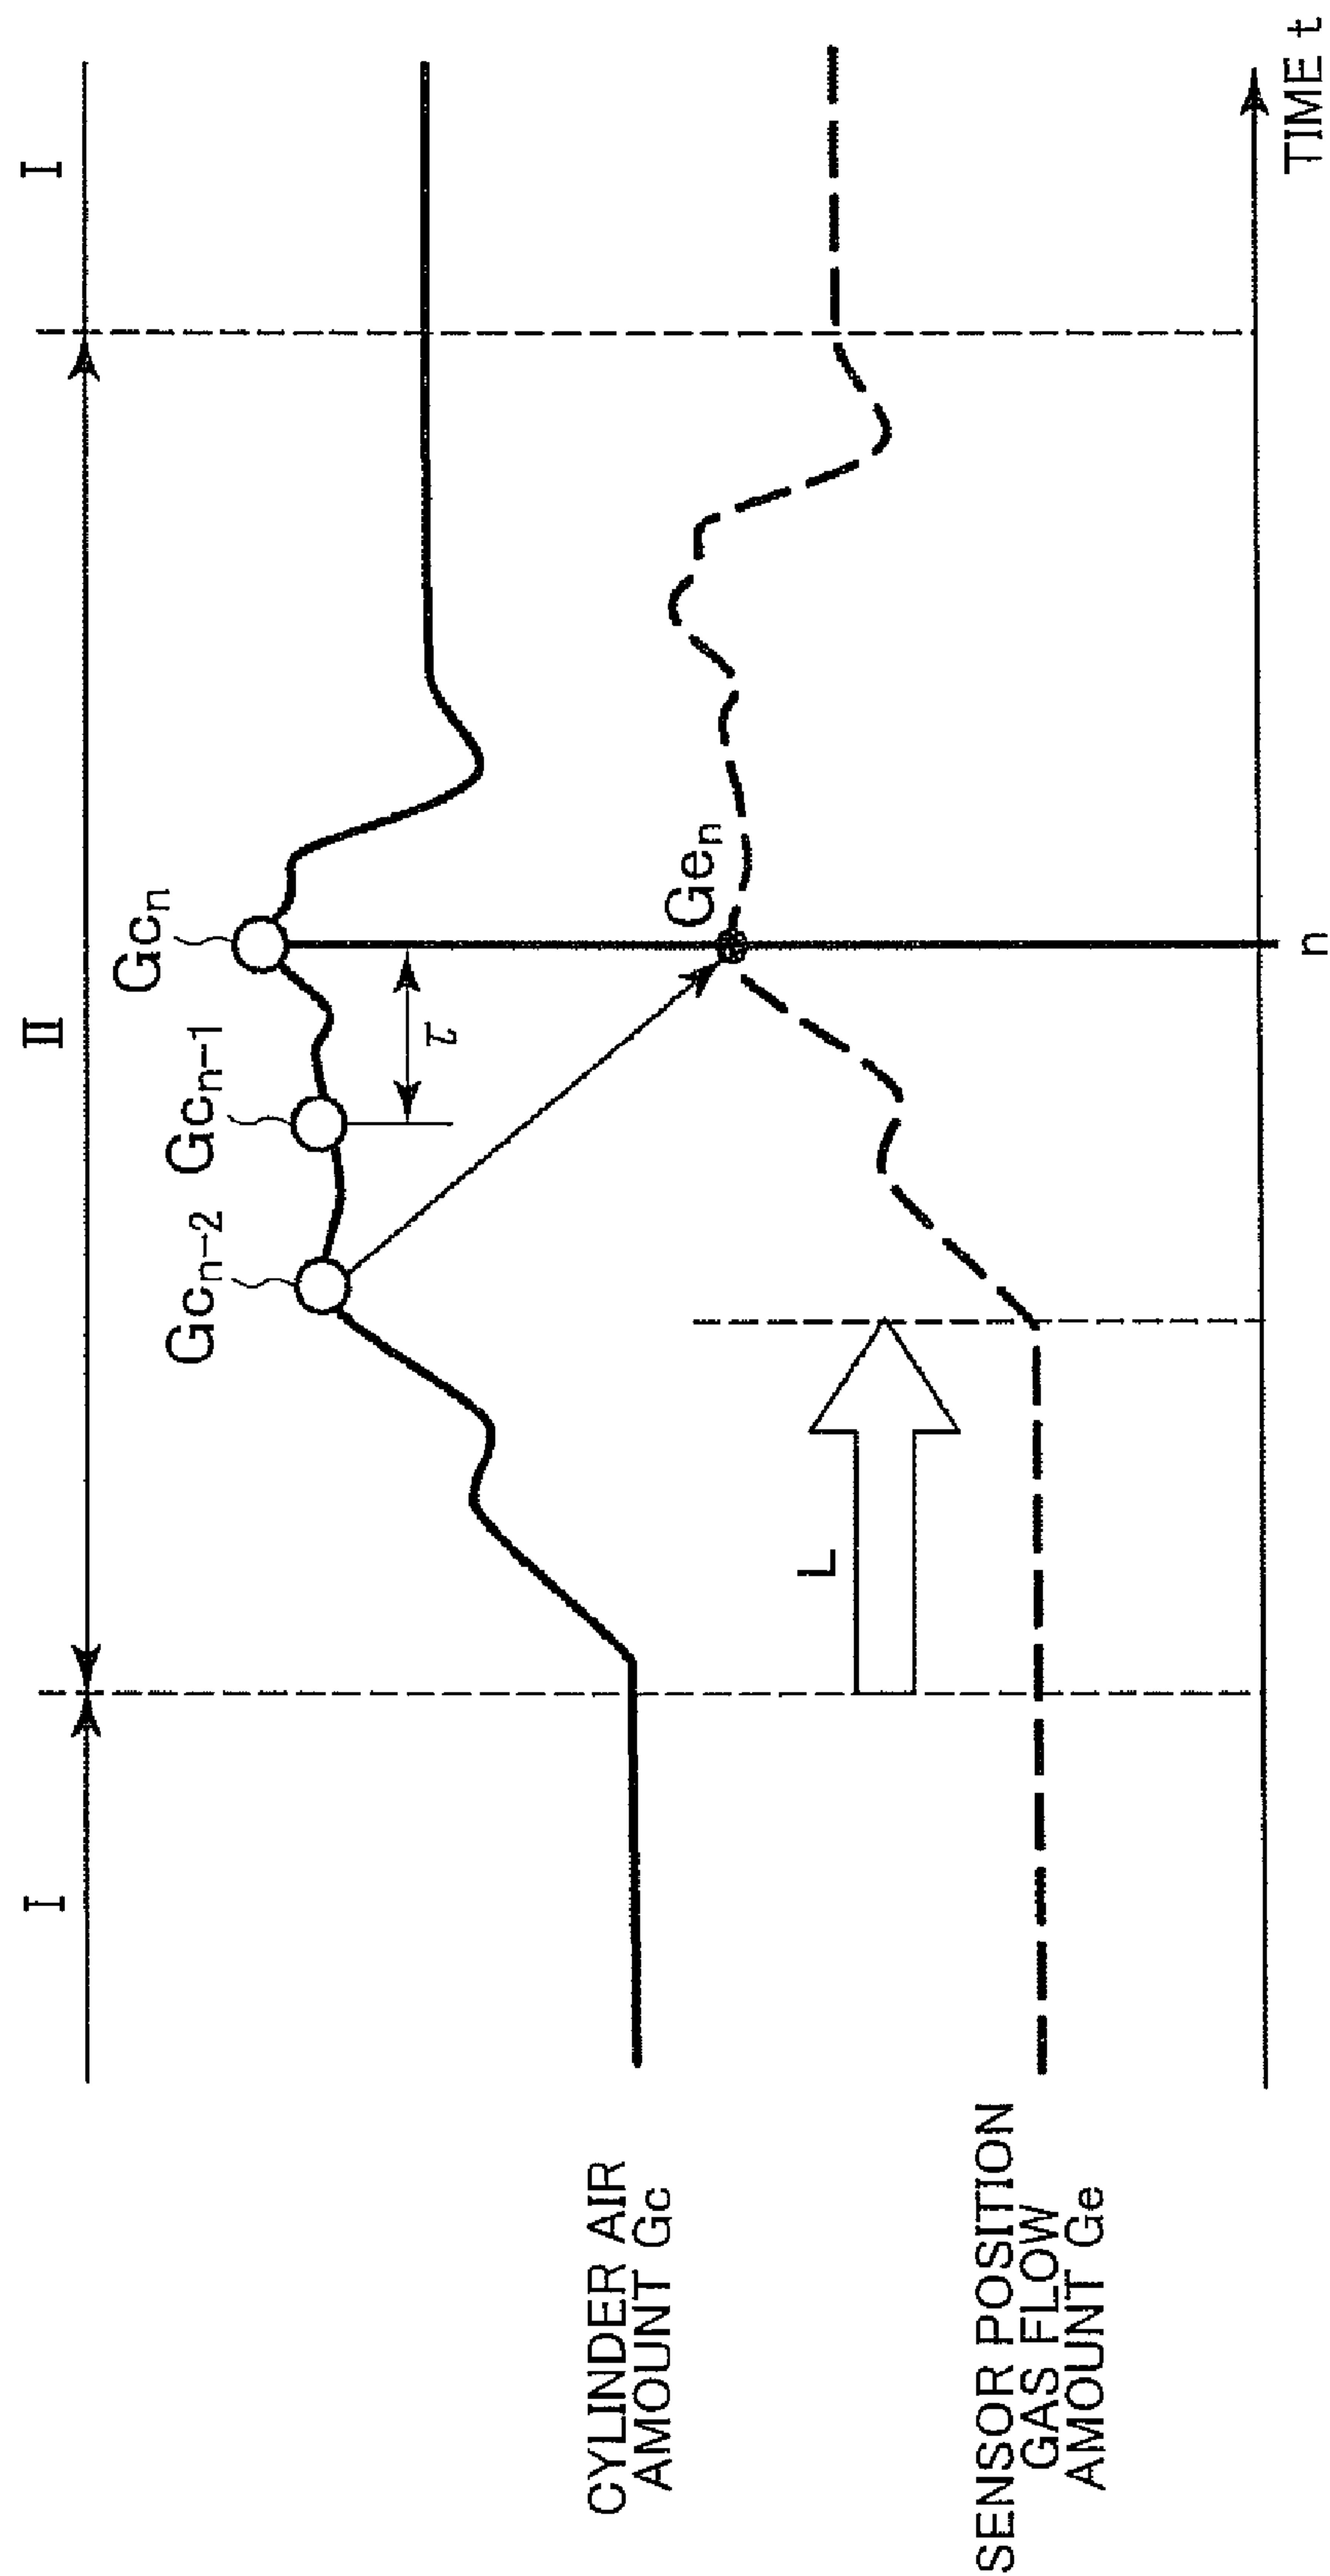 I
II
I
Gcn-2
Gcn-1
Gcn
τ
CYLINDER AIR
AMOUNT Gc
Gen
L
SENSOR POSITION
GAS FLOW
AMOUNT Ge
n
TIME t